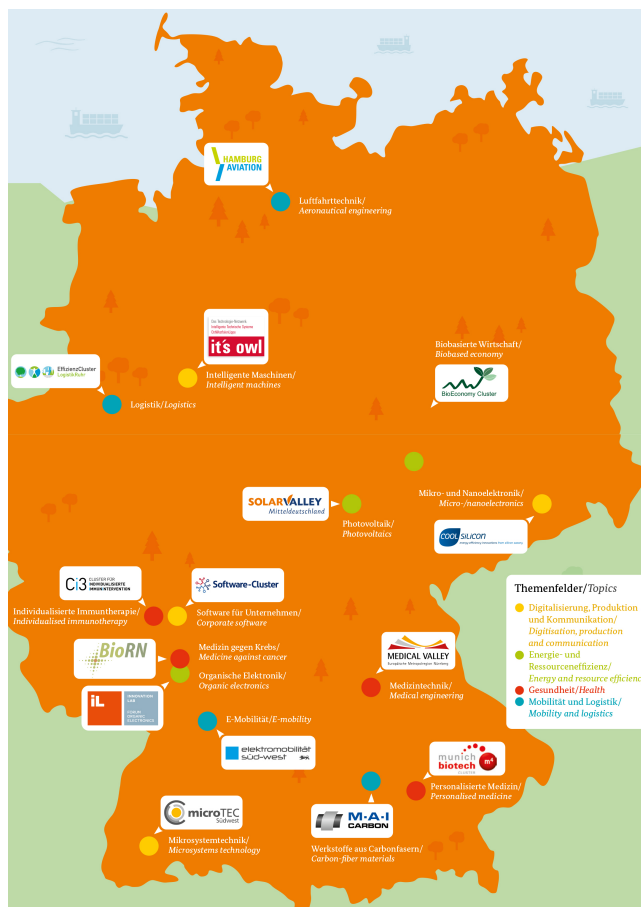 HAMBURG
AVIATION
Luftfahrttechnik/
Aeronautical engineering
it's owl
Intelligente Maschinen/
Intelligent machines
EffizienzCluster
LogistikRuhr
Logistik/Logistics
Biobasierte Wirtschaft/
Biobased economy
BioEconomy Cluster
SOLARVALLEY
Mitteldeutschland
Photovoltaik/
Photovoltaics
Mikro- und Nanoelektronik/
Micro-/nanoelectronics
COOL SILICON
Ci3 CLUSTER FÜR
INDIVIDUALISIERTE
IMMUNINTERVENTION
Individualisierte Immuntherapie/
Individualised immunotherapy
Software-Cluster
Software für Unternehmen/
Corporate software
BioRN
Medizin gegen Krebs/
Medicine against cancer
iL INNOVATION
LAB
FORUM
ORGANIC
ELECTRONICS
Organische Elektronik/
Organic electronics
MEDICAL VALLEY
Europäische Metropolregion Nürnberg
Medizintechnik/
Medical engineering
E-Mobilität/E-mobility
elektromobilität
süd-west
munich
biotech
CLUSTER
m4
Personalisierte Medizin/
Personalised medicine
M·A·I
CARBON
Werkstoffe aus Carbonfasern/
Carbon-fiber materials
microTEC
Südwest
Mikrosystemtechnik/
Microsystems technology
Themenfelder/Topics
Digitalisierung, Produktion
und Kommunikation/
Digitisation, production
and communication
Energie- und
Ressourceneffizienz/
Energy and resource efficienc
Gesundheit/Health
Mobilität und Logistik/
Mobility and logistics